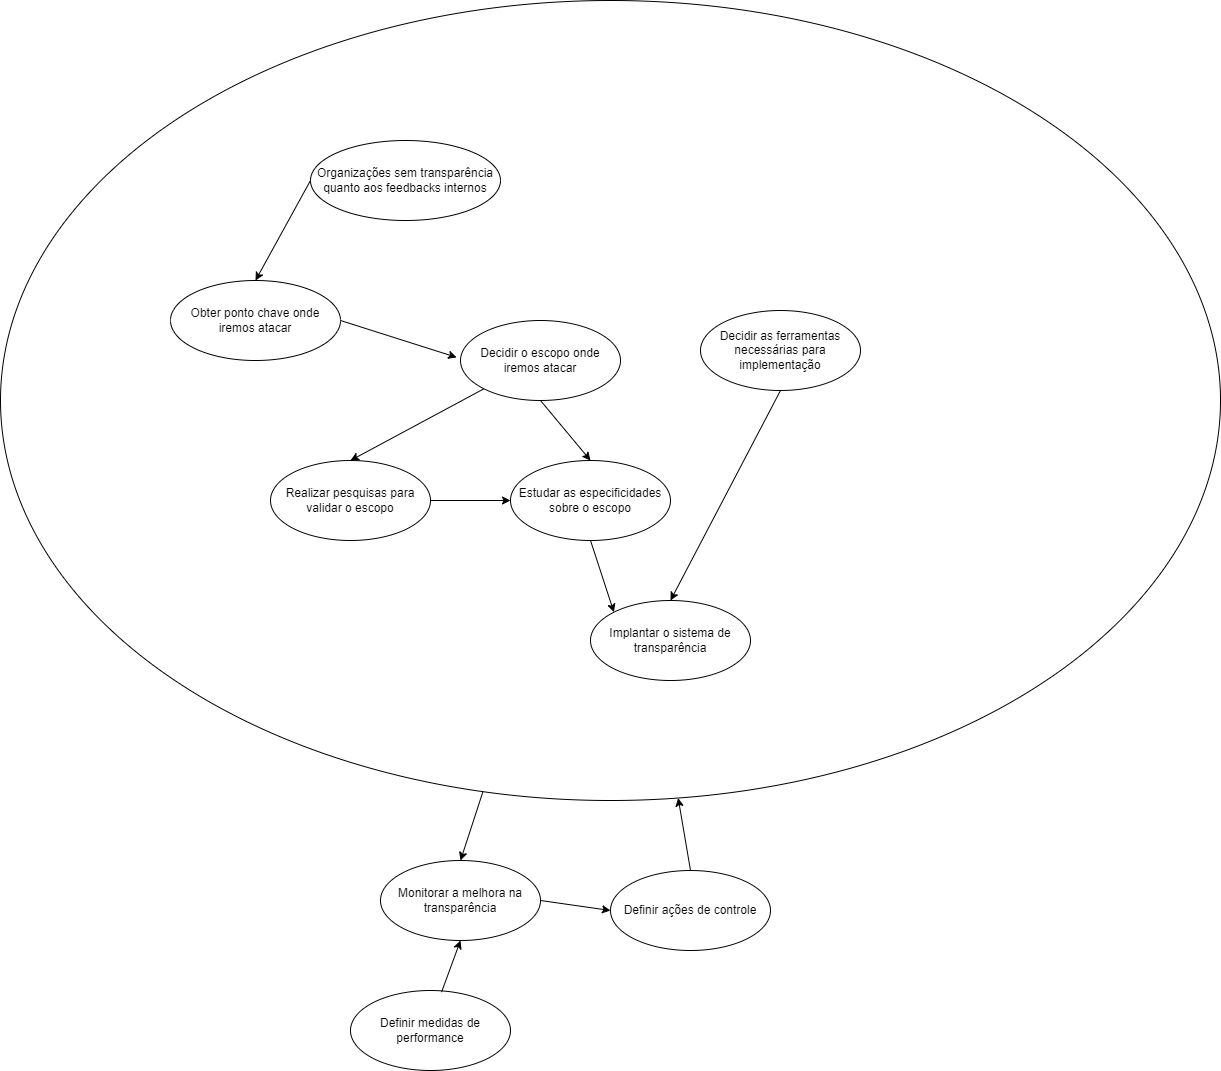 Organizações sem transparência
quanto aos feedbacks internos
Obter ponto chave onde
iremos atacar
Decidir o escopo onde
iremos atacar
Decidir as ferramentas
necessárias para
implementação
Realizar pesquisas para
validar o escopo
Estudar as especificidades
sobre o escopo
Implantar o sistema de
transparência
Monitorar a melhora na
transparência
Definir ações de controle
Definir medidas de
performance